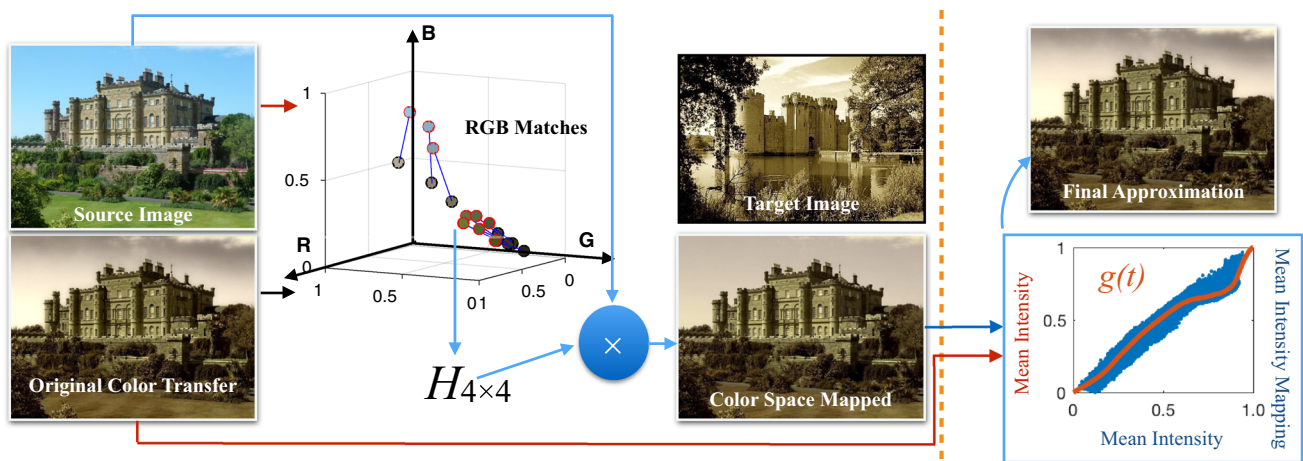 Source Image
Original Color Transfer
B
1
RGB Matches
0.5
R
G
0
1
0.5
01
0.5
0
H4×4
×
Target Image
Color Space Mapped
Final Approximation
1
g(t)
0.5
0
0
0.5
1.0
Mean Intensity
Mean Intensity
Mean Intensity Mapping